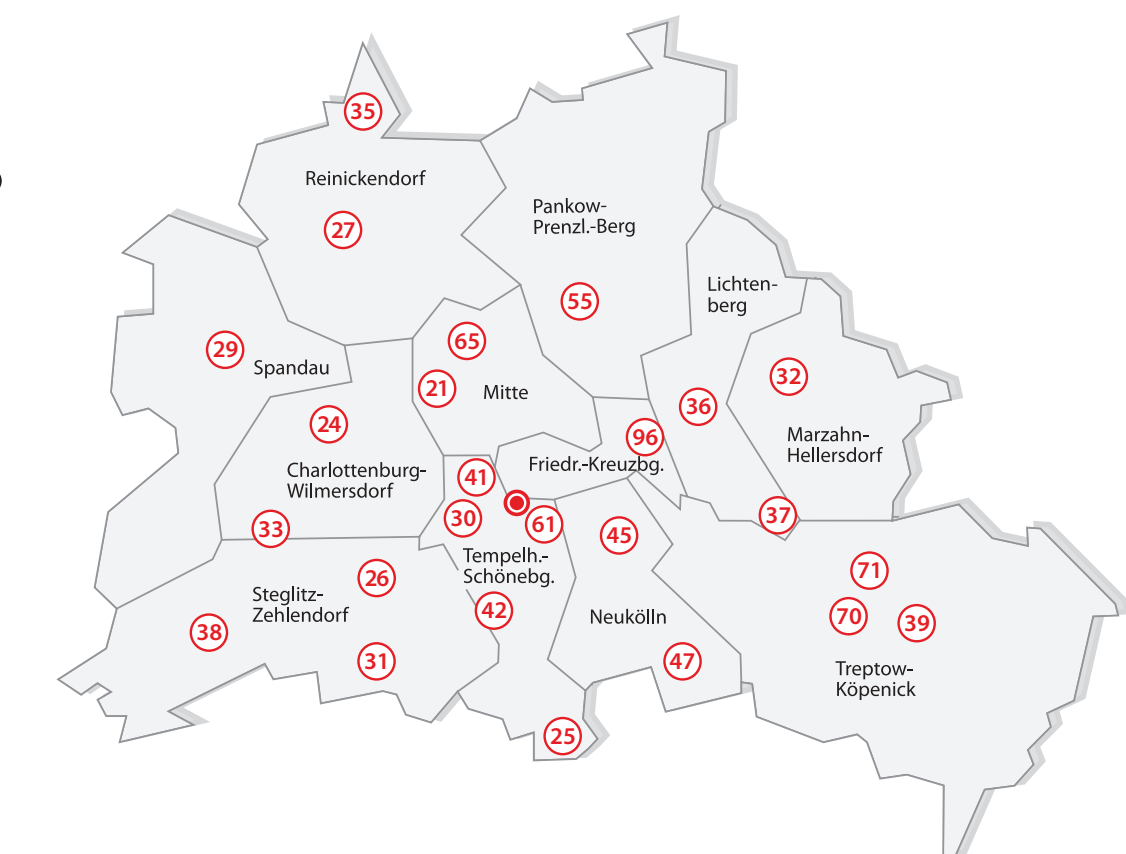 35
Reinickendorf
27
Pankow-
Prenzl.-Berg
Lichten-
berg
55
65
29
Spandau
21
Mitte
32
36
24
96
Marzahn-
Hellersdorf
Friedr.-Kreuzbg.
Charlottenburg-
Wilmersdorf
41
30
61
33
45
37
Tempelh.-
Schönebg.
26
71
Steglitz-
Zehlendorf
42
Neukölln
70
39
38
31
47
Treptow-
Köpenick
25